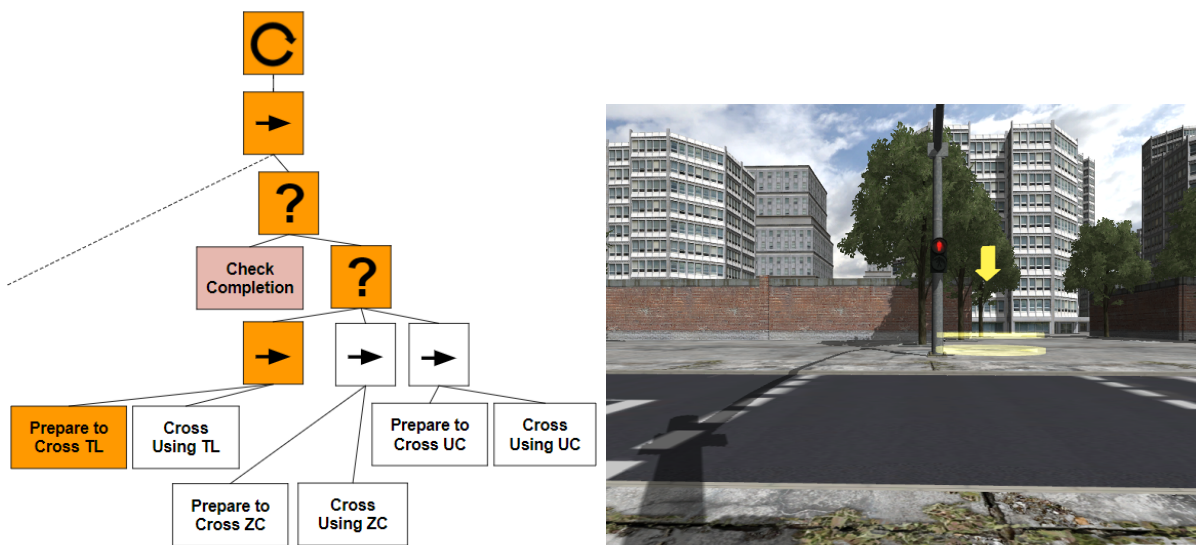 ?
Check
Completion
?
Prepare to
Cross TL
Cross
Using TL
Prepare to
Cross UC
Cross
Using UC
Prepare to
Cross ZC
Cross
Using ZC